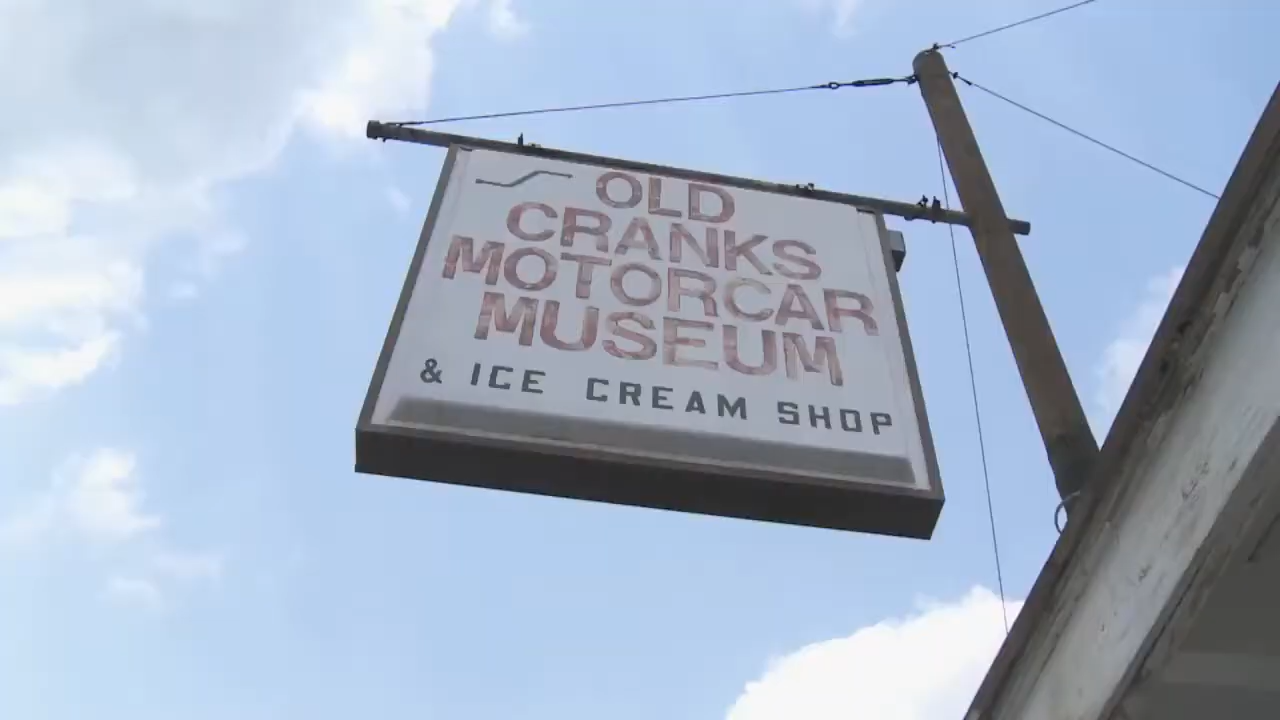 OLD
CRANKS
MOTORCAR
MUSEUM
& ICE CREAM SHOP